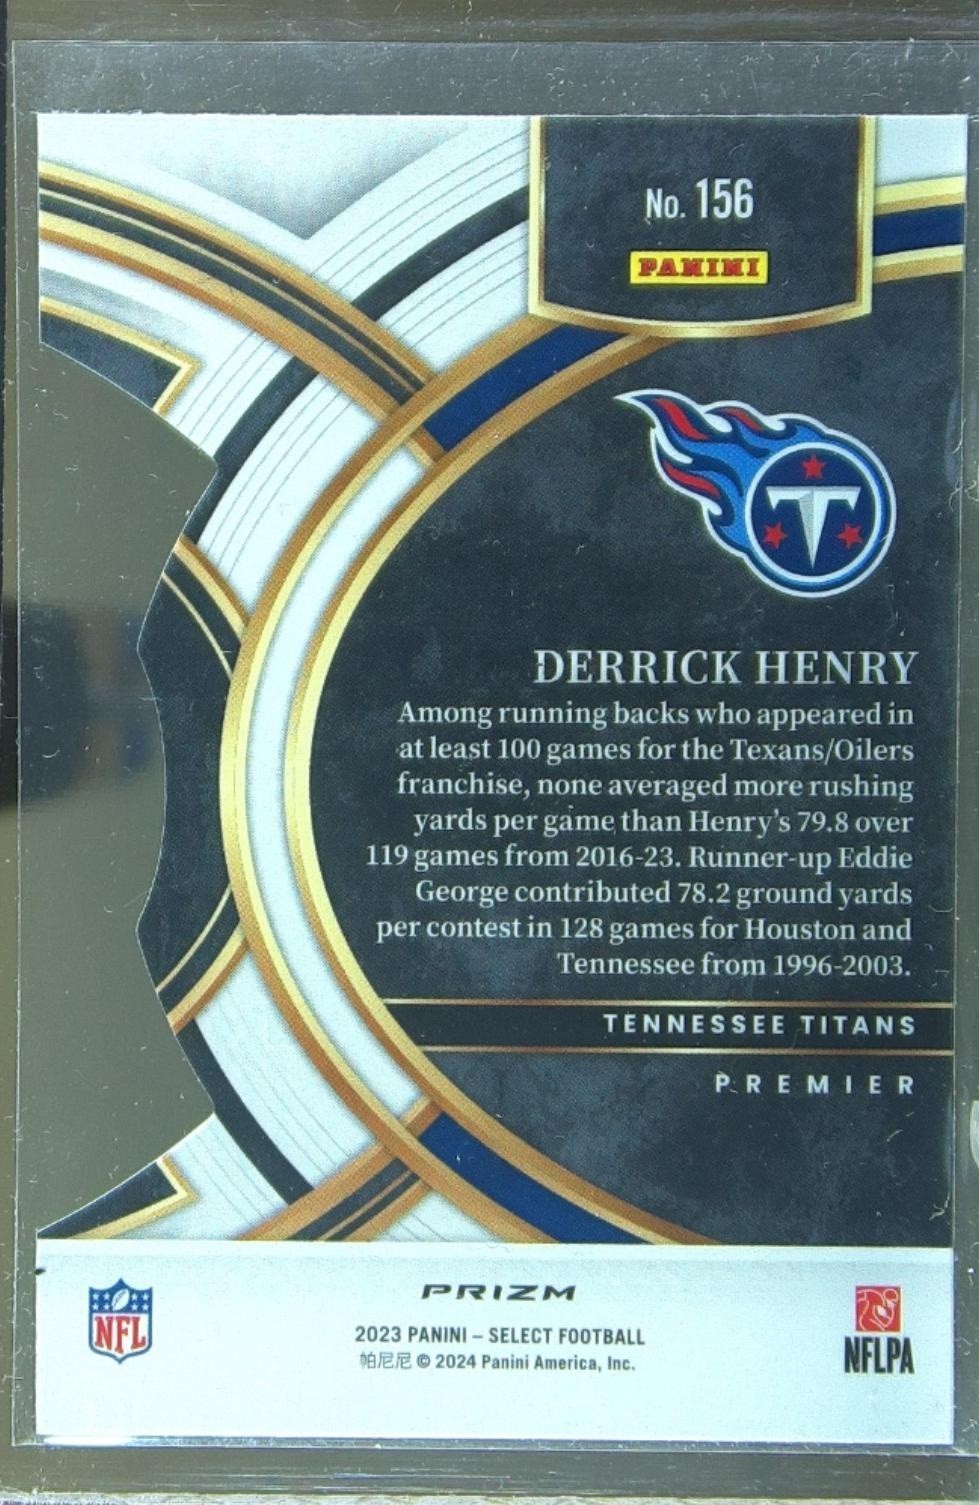 No. 156
PANINI
T
DERRICK HENRY
Among running backs who appeared in
at least 100 games for the Texans/Oilers
franchise, none averaged more rushing
yards per game than Henry's 79.8 over
119 games from 2016-23. Runner-up Eddie
George contributed 78.2 ground yards
per contest in 128 games for Houston and
Tennessee from 1996-2003.
TENNESSEE TITANS
PREMIER
PRIZM
NFL
2023 PANINI – SELECT FOOTBALL
帕尼尼 © 2024 Panini America, Inc.
NFLPA